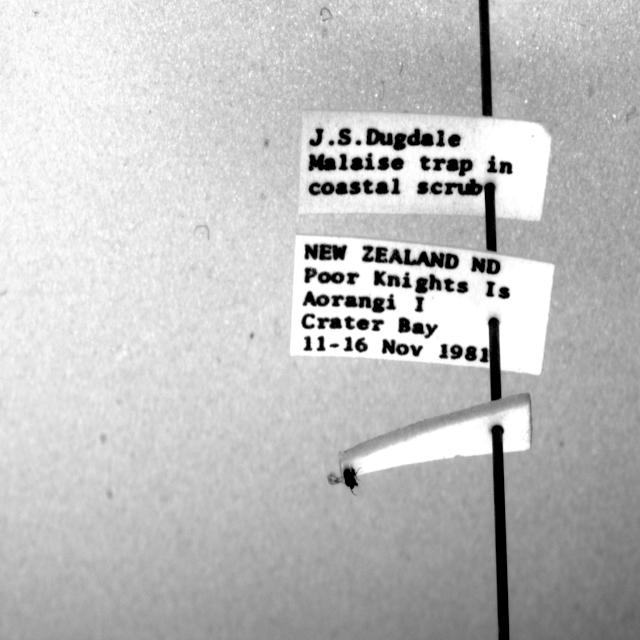 J.S.Dugdale
Malaise trap in
coastal scrub
NEW ZEALAND ND
Poor Knights Is
Aorangi I
Crater Bay
11-16 Nov 1981